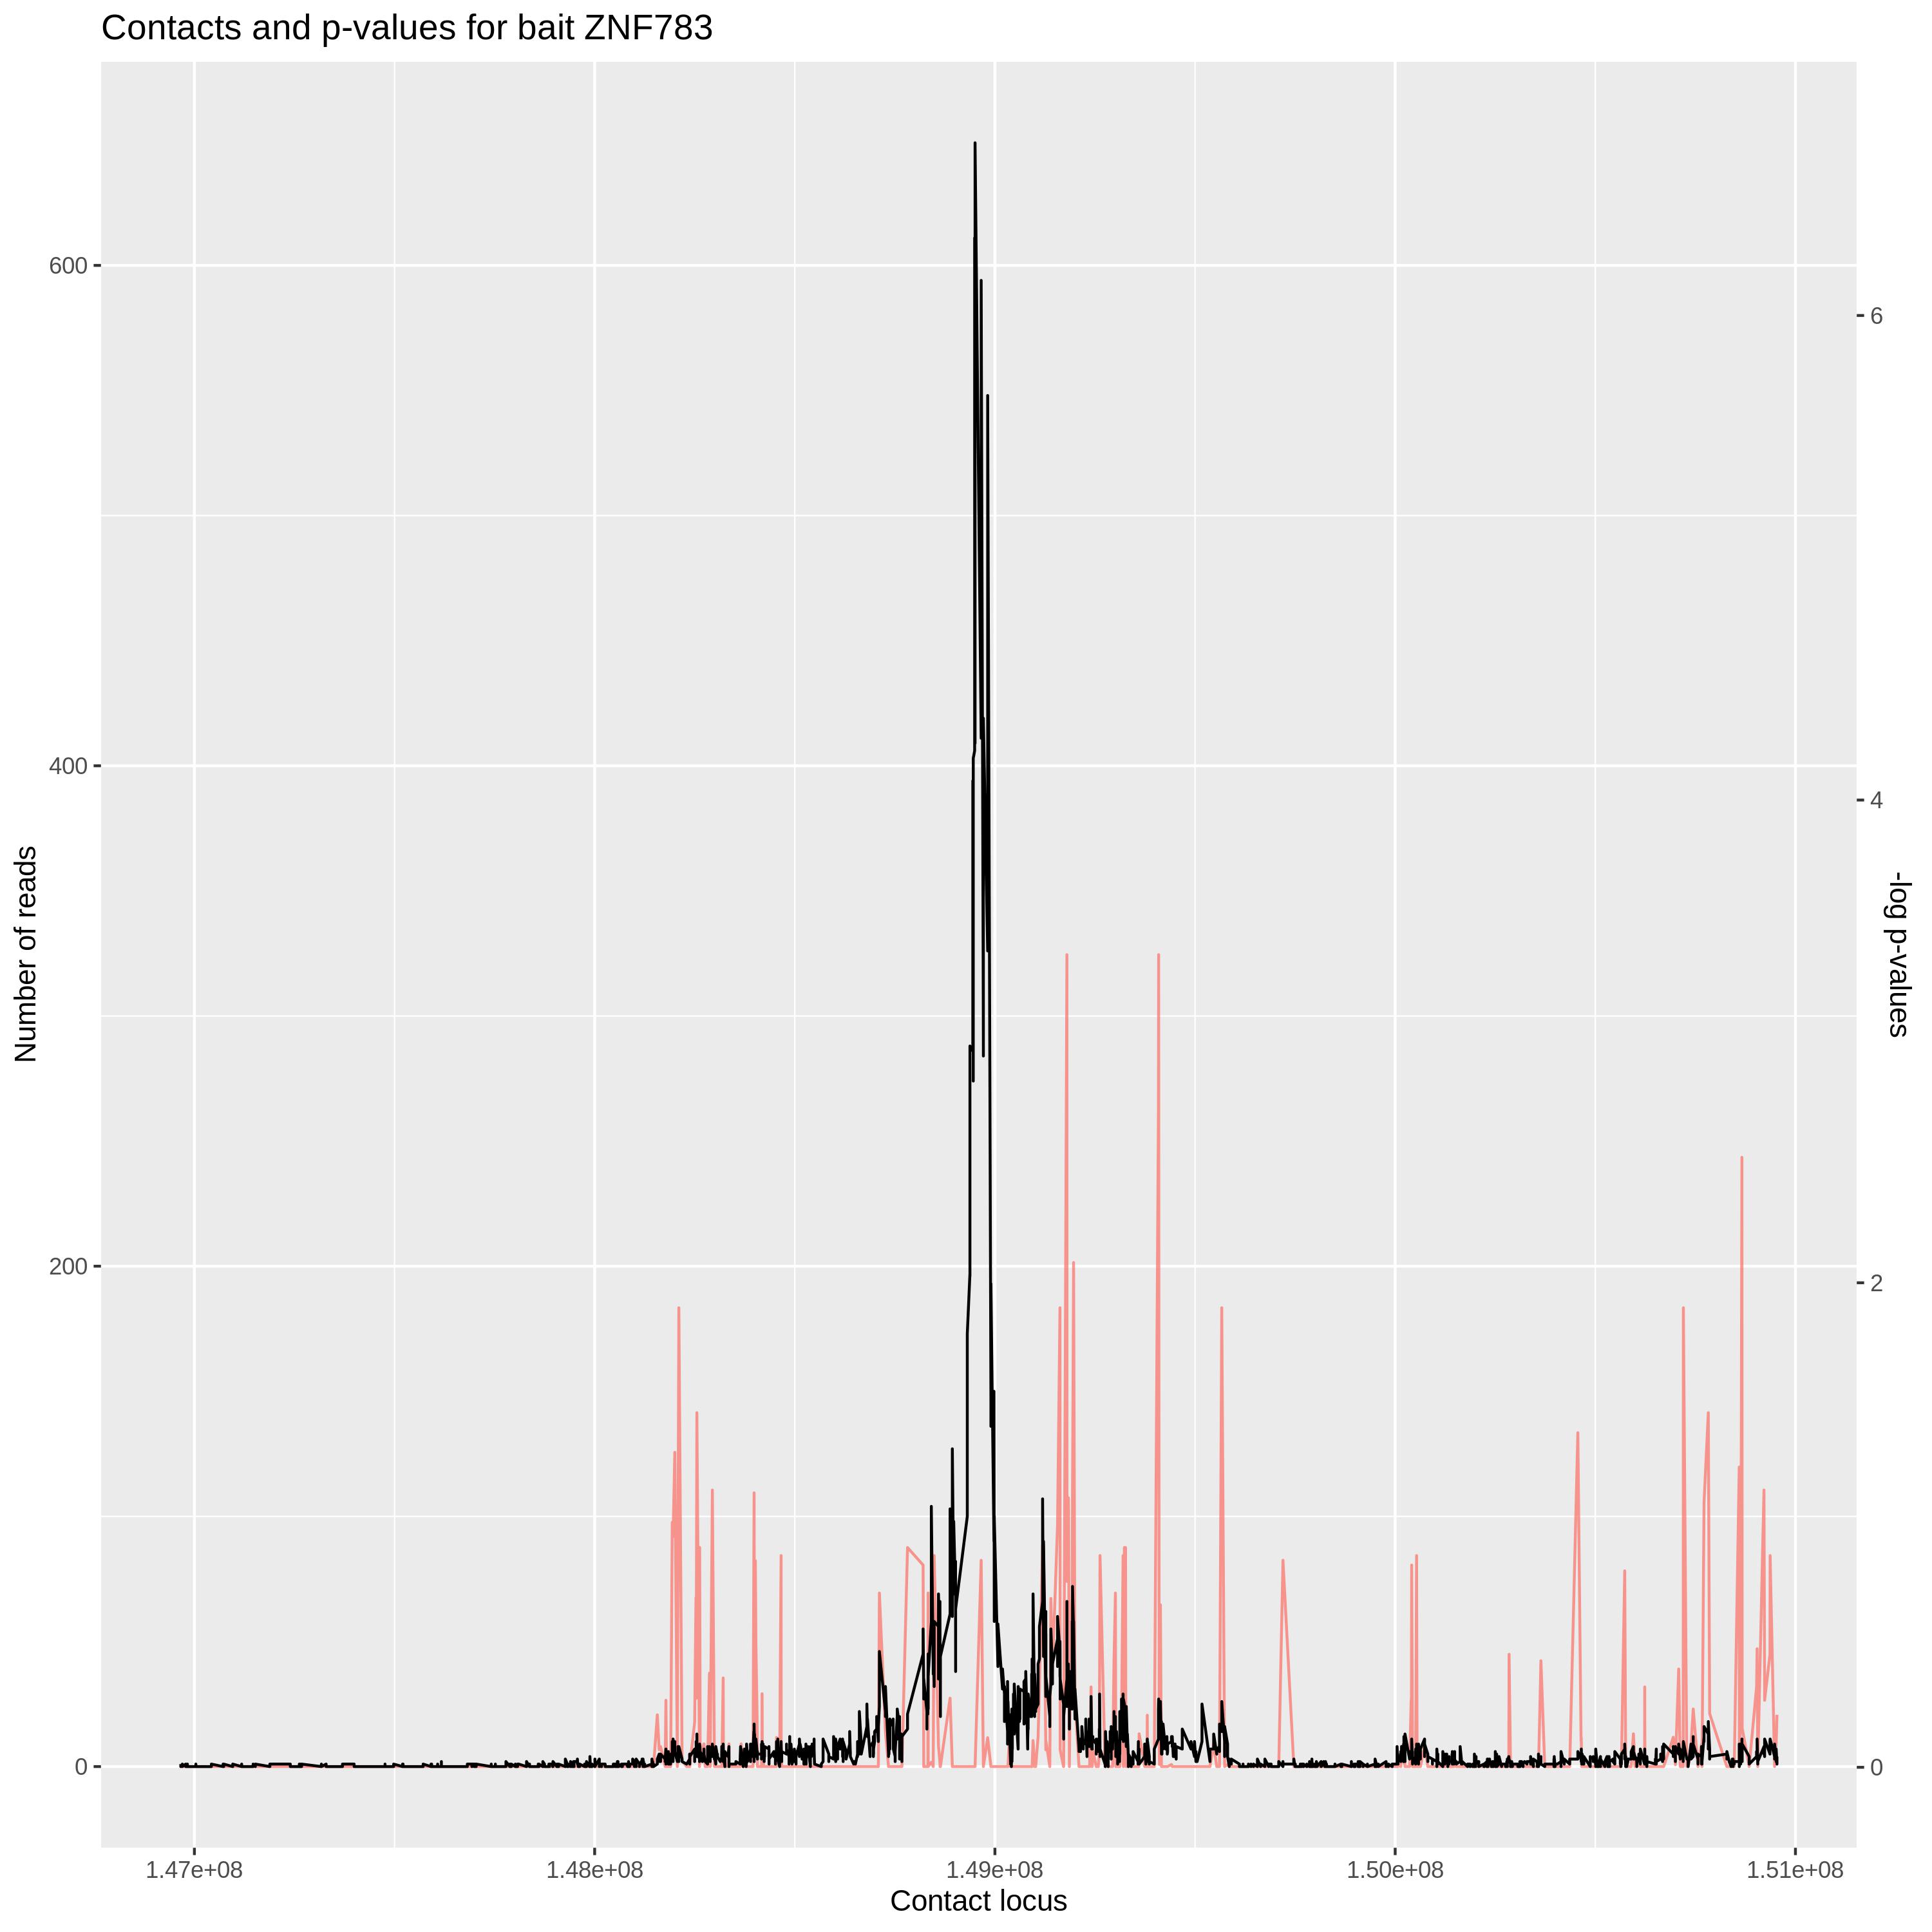 Contacts and p-values for bait ZNF783
600
400
200
0
Number of reads
6
4
2
0
-log p-values
1.47e+08 1.48e+08 1.49e+08 1.50e+08 1.51e+08
Contact locus